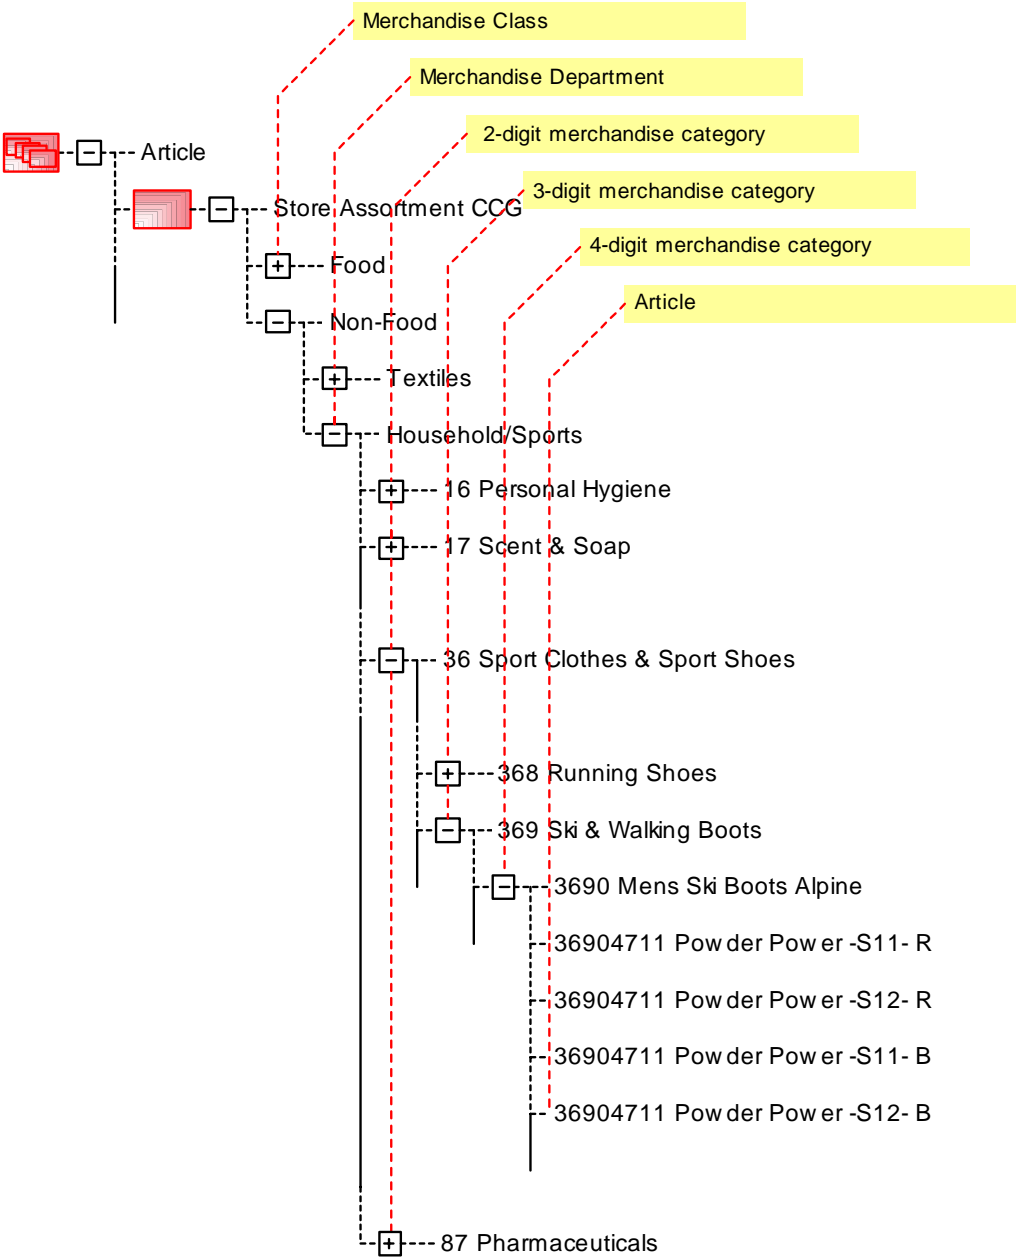 Merchandise Class
Merchandise Department
2-digit merchandise category
Article
3-digit merchandise category
Store Assortment CCG
4-digit merchandise category
Food
Article
Non-Food
Textiles
Household/Sports
16 Personal Hygiene
17 Scent & Soap
36 Sport Clothes & Sport Shoes
368 Running Shoes
369 Ski & Walking Boots
3690 Mens Ski Boots Alpine
36904711 Powder Power -S11- R
36904711 Powder Power -S12- R
36904711 Powder Power -S11- B
36904711 Powder Power -S12- B
87 Pharmaceuticals